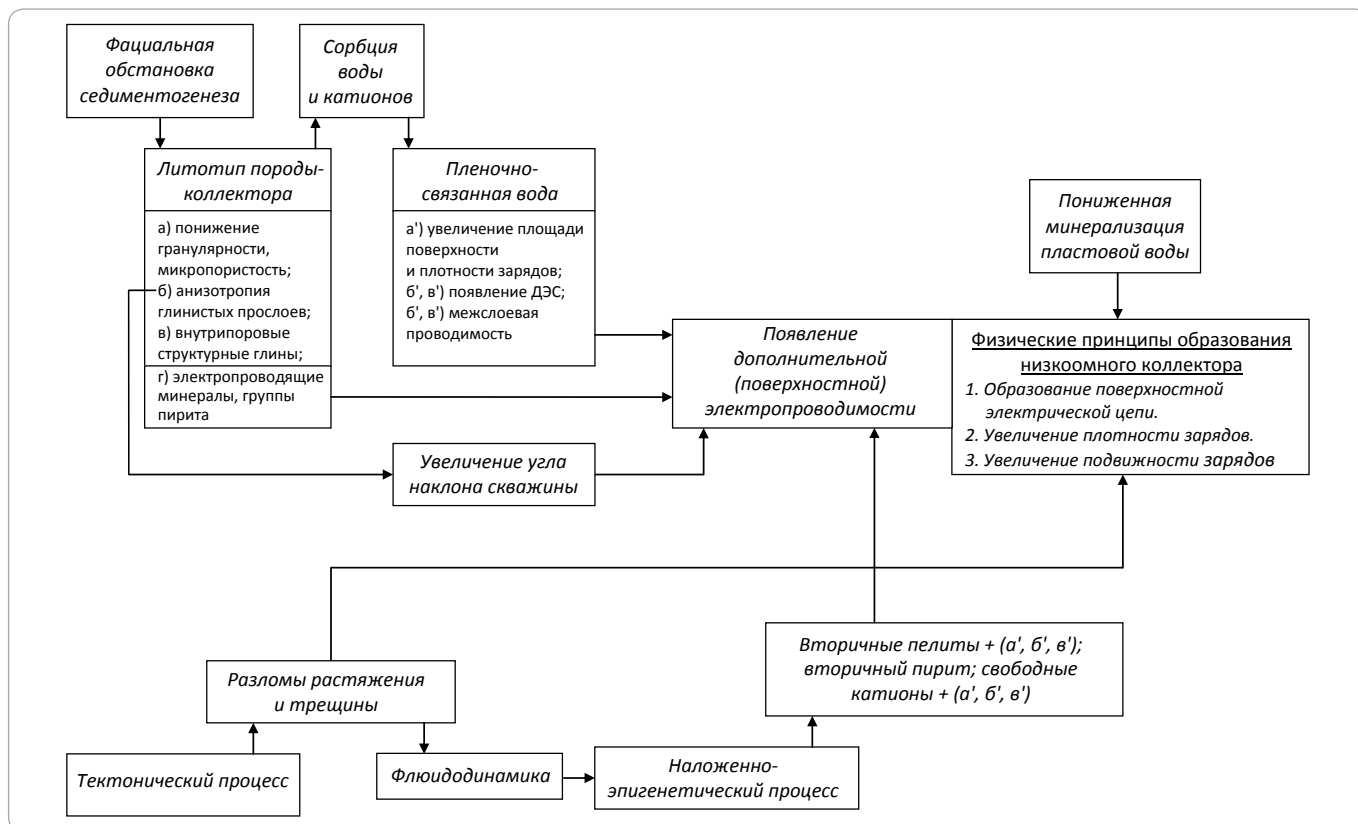 Фациальная
обстановка
седиментогенеза
Сорбция
воды
и катионов
Литотип породы-
коллектора
а) понижение
гранулярности,
микропористость;
б) анизотропия
глинистых прослоев;
в) внутрипоровые
структурные глины;
г) электропроводящие
минералы, группы
пирита
Пленочно-
связанная вода
а') увеличение площади
поверхности
и плотности зарядов;
б', в') появление ДЭС;
б', в') межслоевая
проводимость
Пониженная
минерализация
пластовой воды
Появление
дополнительной
(поверхностной)
электропроводимости
Физические принципы образования
низкоомного коллектора
1. Образование поверхностной
электрической цепи.
2. Увеличение плотности зарядов.
3. Увеличение подвижности зарядов
Увеличение угла
наклона скважины
Вторичные пелиты + (а', б', в');
вторичный пирит; свободные
катионы + (а', б', в')
Разломы растяжения
и трещины
Тектонический процесс
Флюидодинамика
Наложенно-
эпигенетический процесс